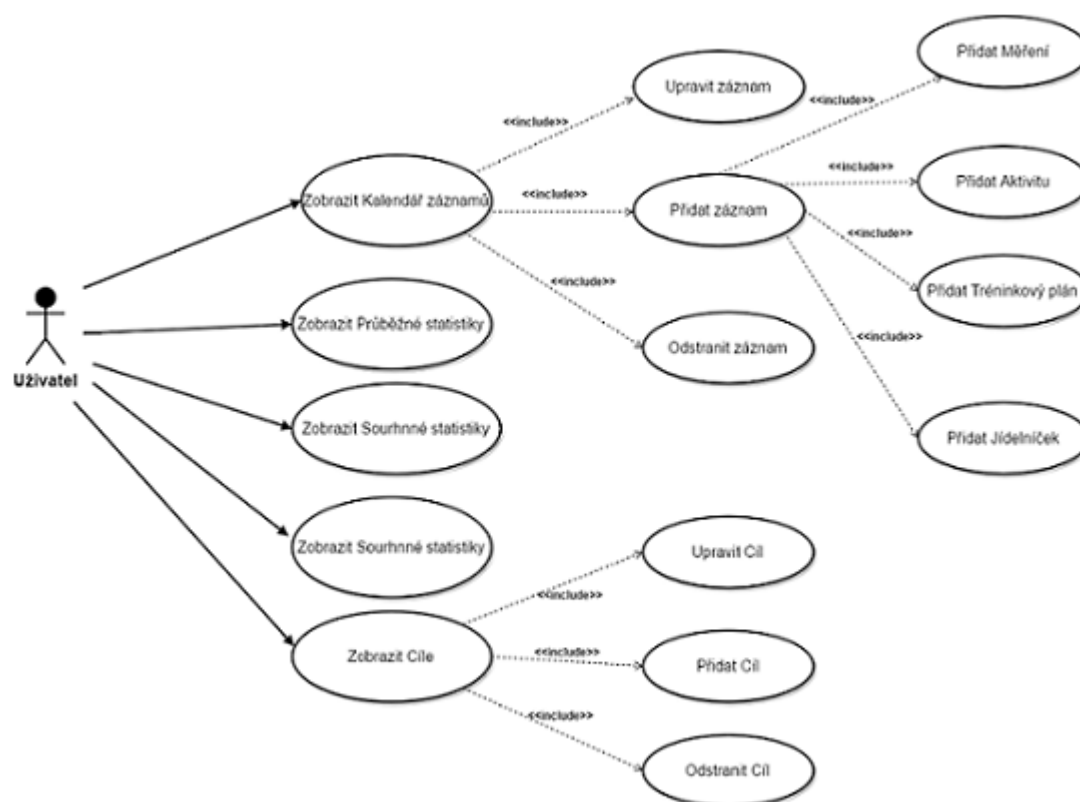 Přidat Měření
Upravit záznam
<<include>>
<<include>>
Přidat Aktivitu
<<include>>
Zobrazit Kalendář záznamů
<<include>>
Přidat záznam
<<include>>
Přidat Tréninkový plán
<<include>>
Zobrazit Průběžné statistiky
<<include>>
Odstranit záznam
Uživatel
Zobrazit Sourhnné statistiky
Přidat Jídelníček
Zobrazit Sourhnné statistiky
Upravit Cíl
<<include>>
Zobrazit Cíle
<<include>>
Přidat Cíl
<<include>>
Odstranit Cíl